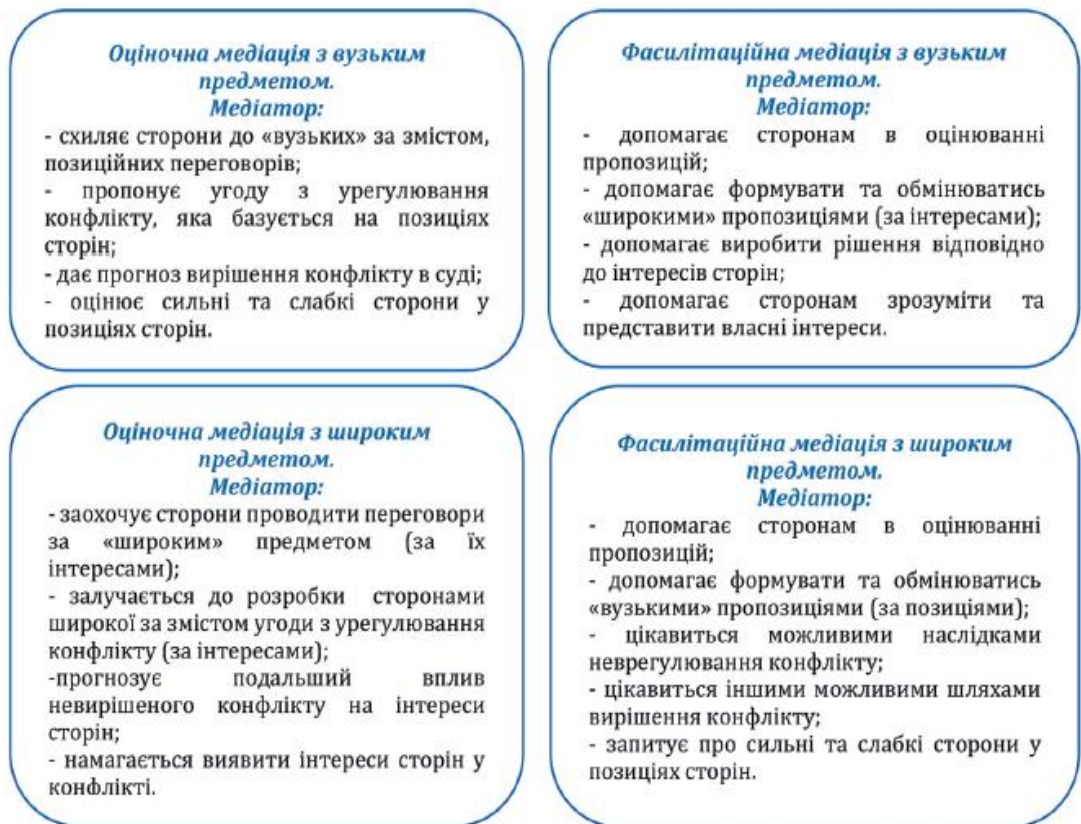 Оціночна медіація з вузьким
предметом.
Медіатор:
- схиляє сторони до «вузьких» за змістом,
позиційних переговорів;
- пропонує угоду з урегулювання
конфлікту, яка базується на позиціях
сторін;
- дає прогноз вирішення конфлікту в суді;
- оцінює сильні та слабкі сторони у
позиціях сторін.
Фасилітаційна медіація з вузьким
предметом.
Медіатор:
- допомагає сторонам в оцінюванні
пропозицій;
- допомагає формувати та обмінюватись
«широкими» пропозиціями (за інтересами);
- допомагає виробити рішення відповідно
до інтересів сторін;
- допомагає сторонам зрозуміти та
представити власні інтереси.
Оціночна медіація з широким
предметом.
Медіатор:
- заохочує сторони проводити переговори
за «широким» предметом (за їх
інтересами);
- залучається до розробки сторонами
широкої за змістом угоди з урегулювання
конфлікту (за інтересами);
-прогнозує подальший вплив
невирішеного конфлікту на інтереси
сторін;
- намагається виявити інтереси сторін у
конфлікті.
Фасилітаційна медіація з широким
предметом.
Медіатор:
- допомагає сторонам в оцінюванні
пропозицій;
- допомагає формувати та обмінюватись
«вузькими» пропозиціями (за позиціями);
- цікавиться можливими наслідками
неврегулювання конфлікту;
- цікавиться іншими можливими шляхами
вирішення конфлікту;
- запитує про сильні та слабкі сторони у
позиціях сторін.